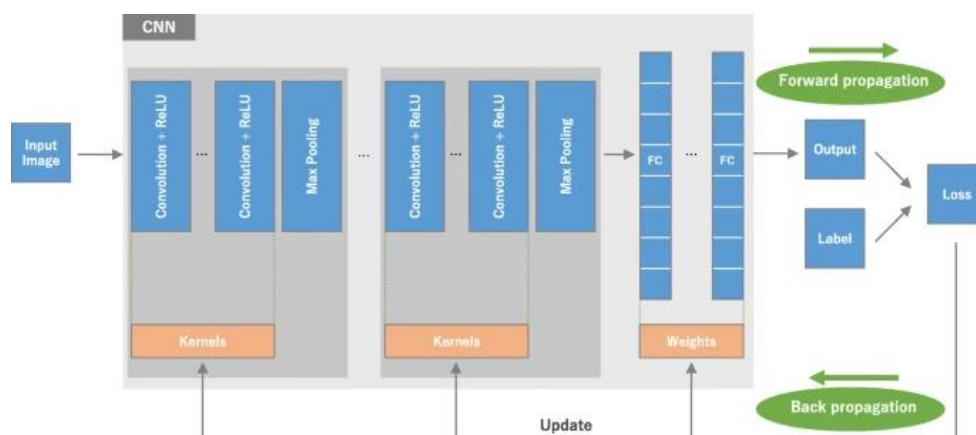 CNN
Forward propagation
Input
Image
Convolution + ReLU
...
Convolution + ReLU
Max Pooling
...
Convolution + ReLU
...
Convolution + ReLU
Max Pooling
FC
...
FC
Output
Label
Loss
Kernels
Kernels
Weights
Back propagation
Update